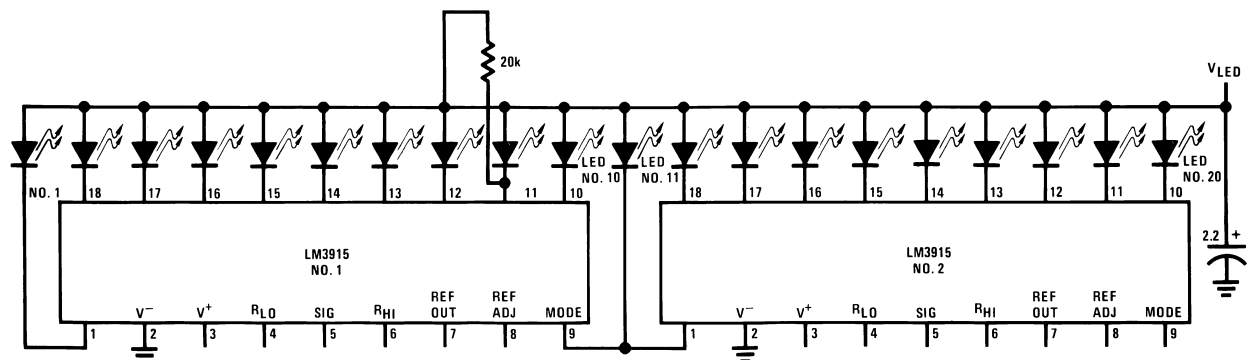 20k
V LED
LED NO. 10
LED NO. 11
LED NO. 20
NO. 1 18 17 16 15 14 13 12 11 10 18 17 16 15 14 13 12 11 10
2.2 +
LM3915 NO. 1
LM3915 NO. 2
V− V+ RLO SIG RHI REF OUT REF ADJ MODE V− V+ RLO SIG RHI REF OUT REF ADJ MODE
1 2 3 4 5 6 7 8 9 1 2 3 4 5 6 7 8 9